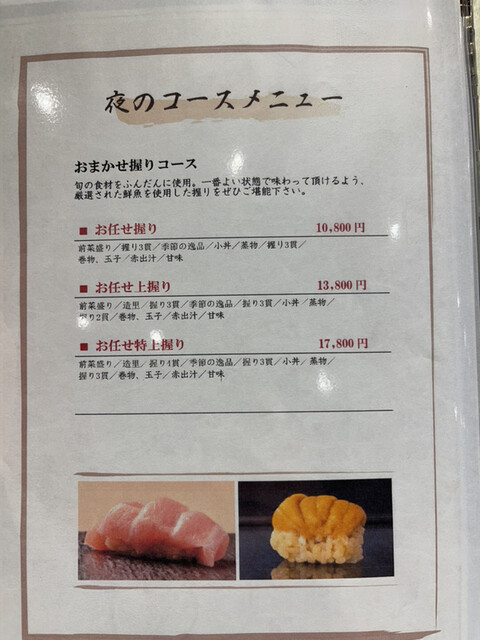 夜のコースメニュー
おまかせ握りコース
旬の食材をふんだんに使用。一番よい状態で味わって頂けるよう、
厳選された鮮魚を使用した握りをぜひご堪能下さい。
■ お任せ握り 10,800円
前菜盛り／握り3貫／季節の逸品／小丼／蒸物／握り3貫／
巻物、玉子／赤出汁／甘味
■ お任せ上握り 13,800円
前菜盛り／造里／握り3貫／季節の逸品／握り3貫／小丼／蒸物／
握り2貫／巻物、玉子／赤出汁／甘味
■ お任せ特上握り 17,800円
前菜盛り／造里／握り4貫／季節の逸品／握り3貫／小丼／蒸物／
握り3貫／巻物、玉子／赤出汁／甘味